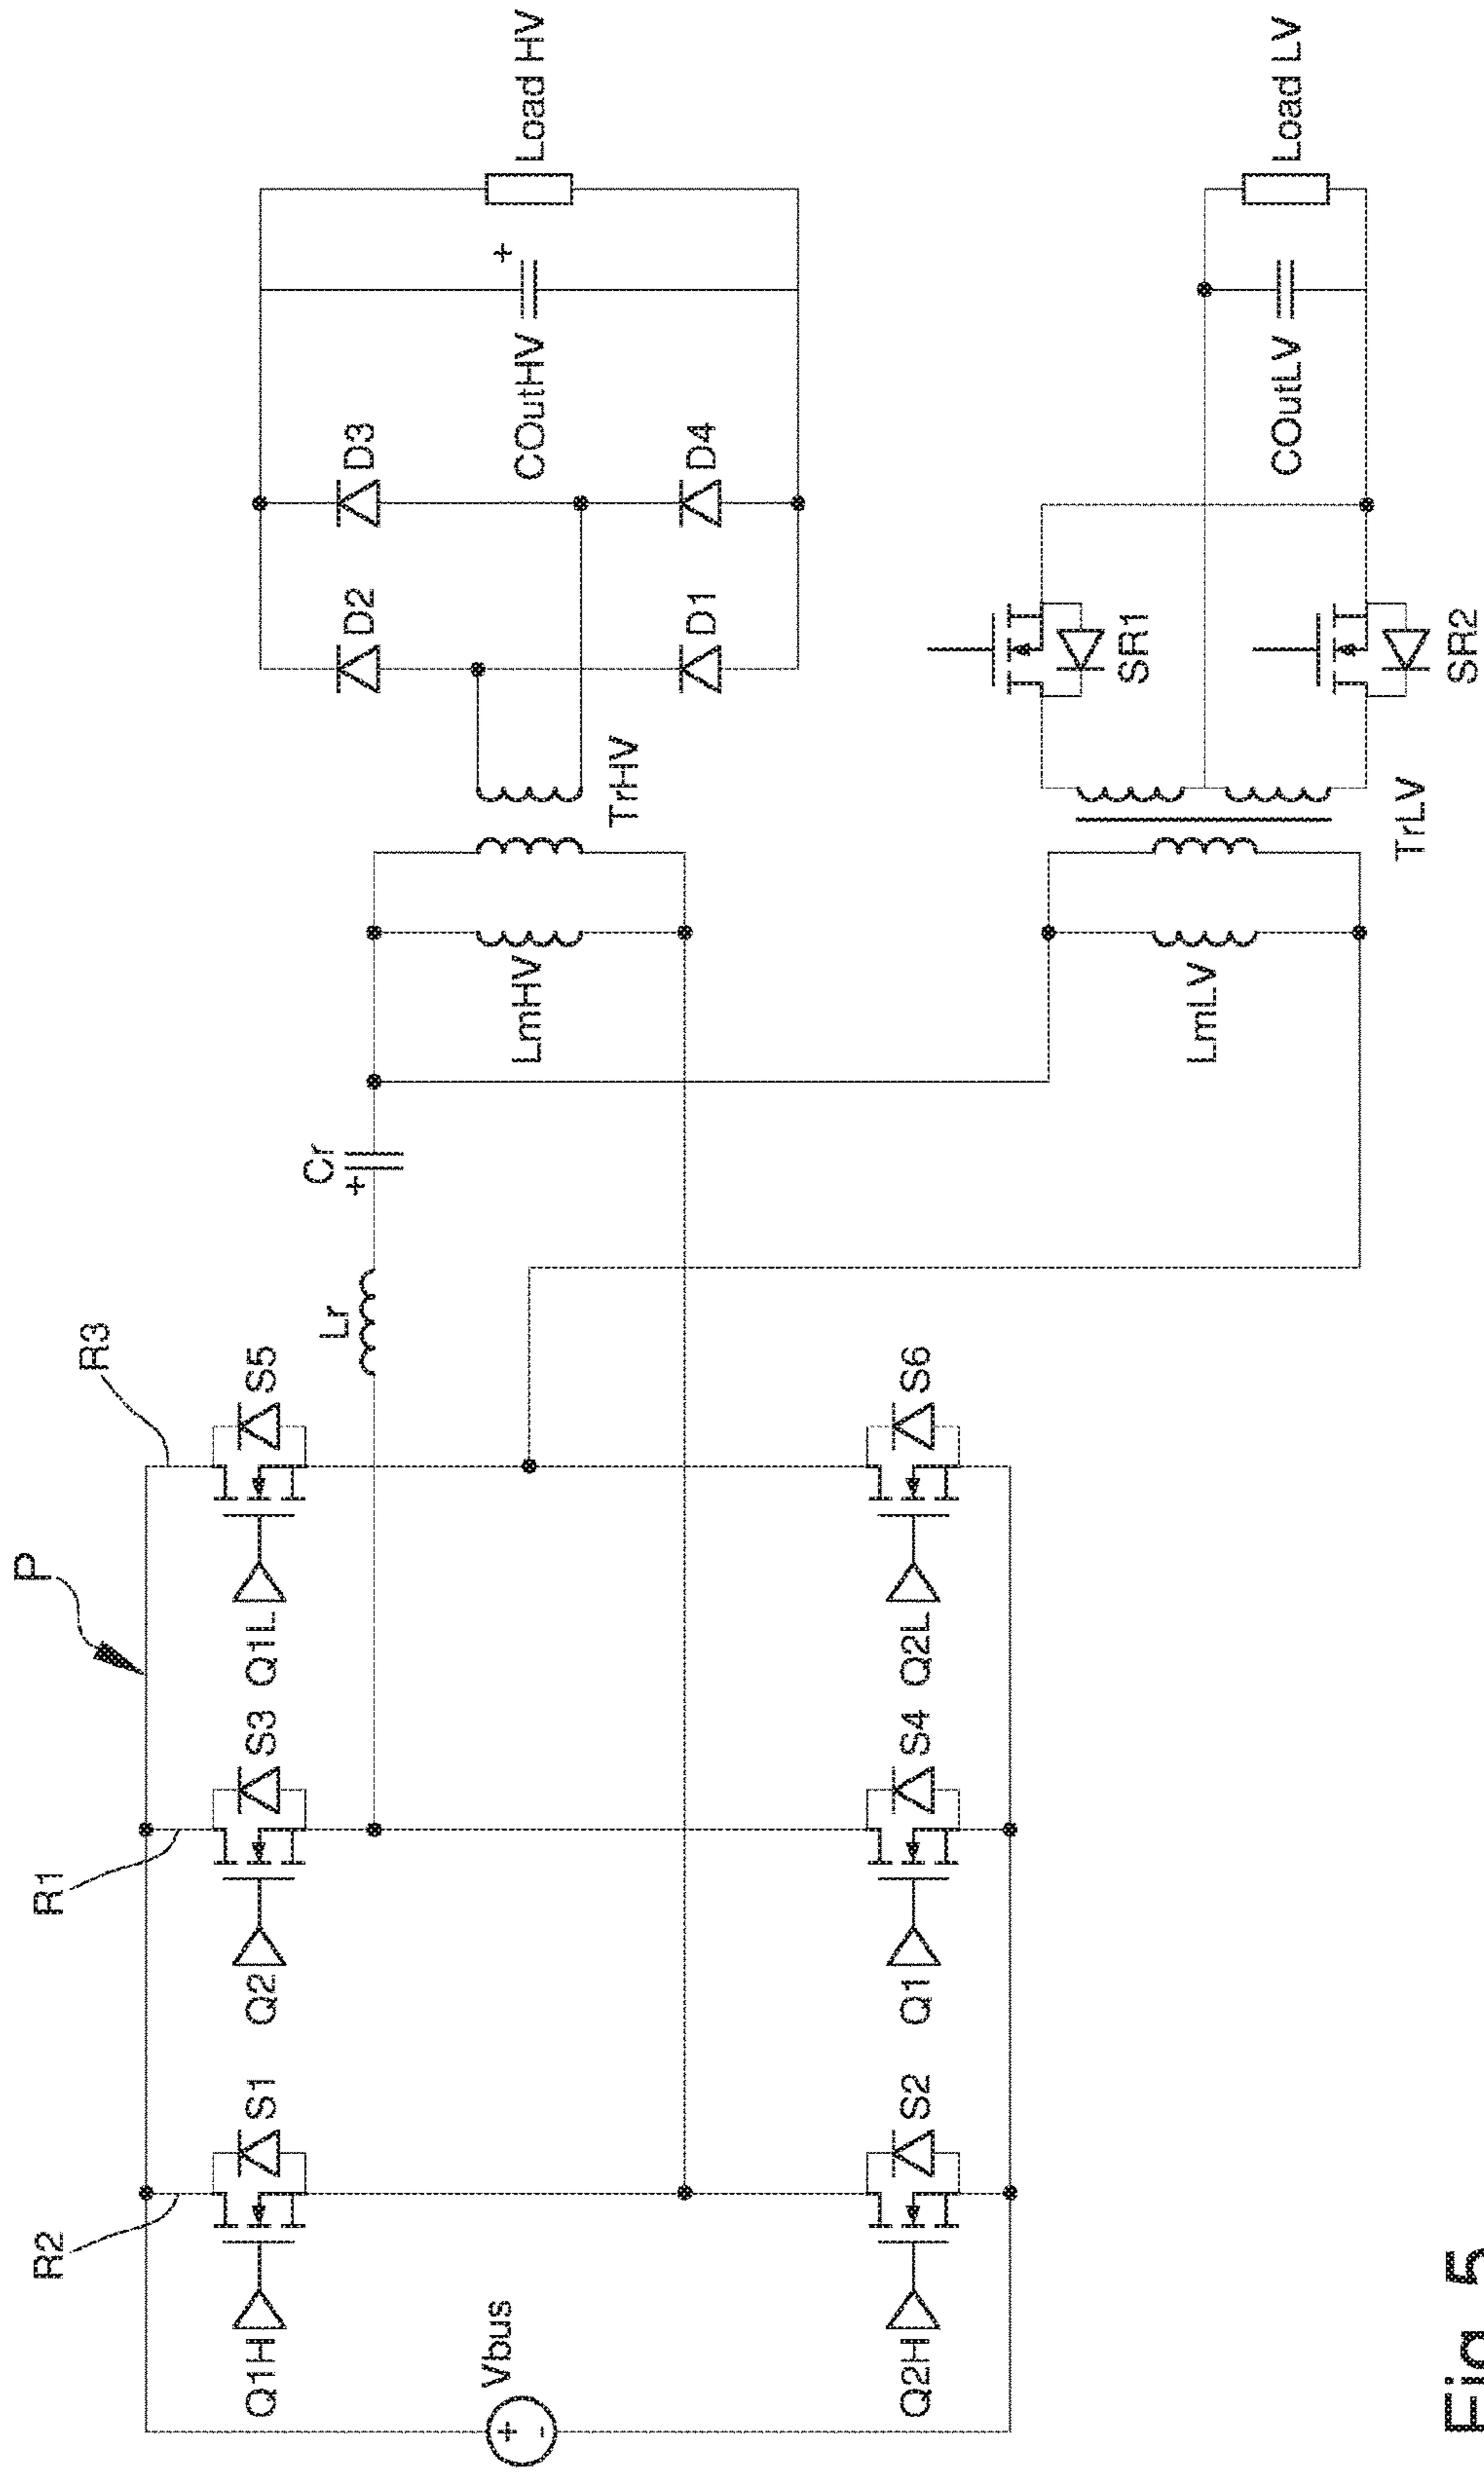 P
R2
R1
R3
Q1H
S1
Q2
S3
Q1L
S5
Lr
Cr
Vbus
+
-
Q2H
S2
Q1
S4
Q2L
S6
+
LmHV
TrHV
D2
D3
D1
D4
COutHV
+
Load HV
LmLV
TrLV
SR1
SR2
COutLV
Load LV
Fig. 5